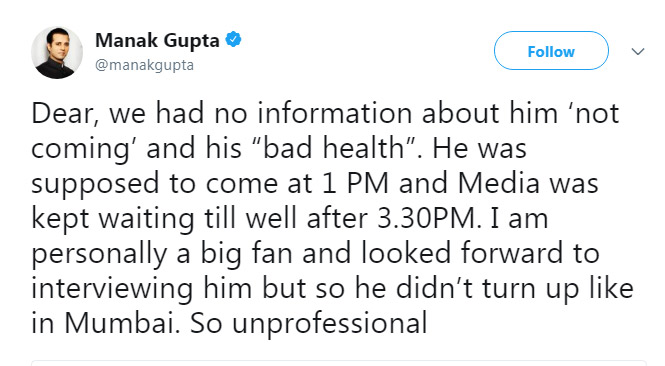 Manak Gupta
@manakgupta
Follow
Dear, we had no information about him ‘not
coming’ and his “bad health”. He was
supposed to come at 1 PM and Media was
kept waiting till well after 3.30PM. I am
personally a big fan and looked forward to
interviewing him but so he didn’t turn up like
in Mumbai. So unprofessional